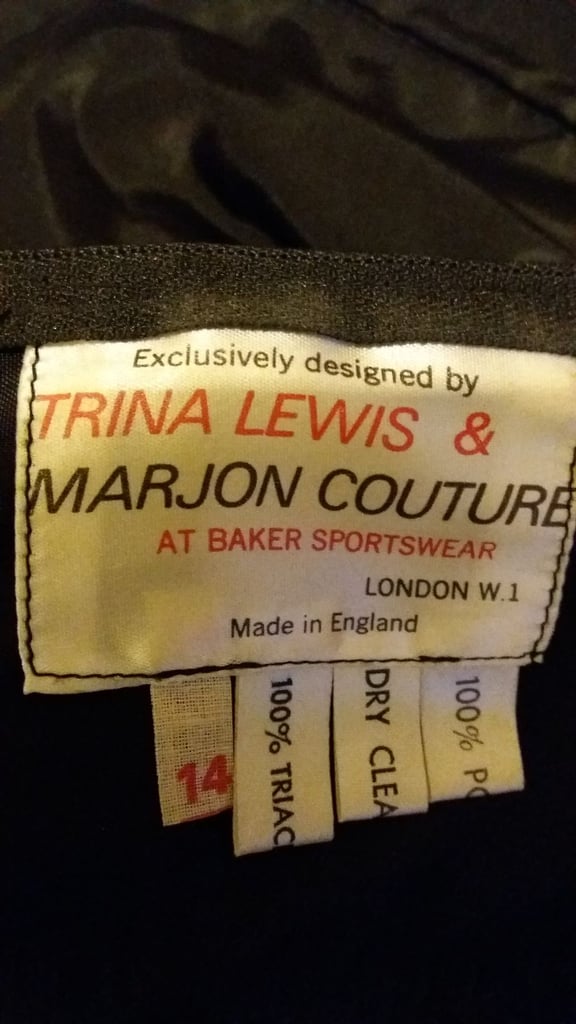 Exclusively designed by
TRINA LEWIS &
MARJON COUTURE
AT BAKER SPORTSWEAR
LONDON W.1
Made in England
14
100% TRIAC
DRY CLEA
100% PO